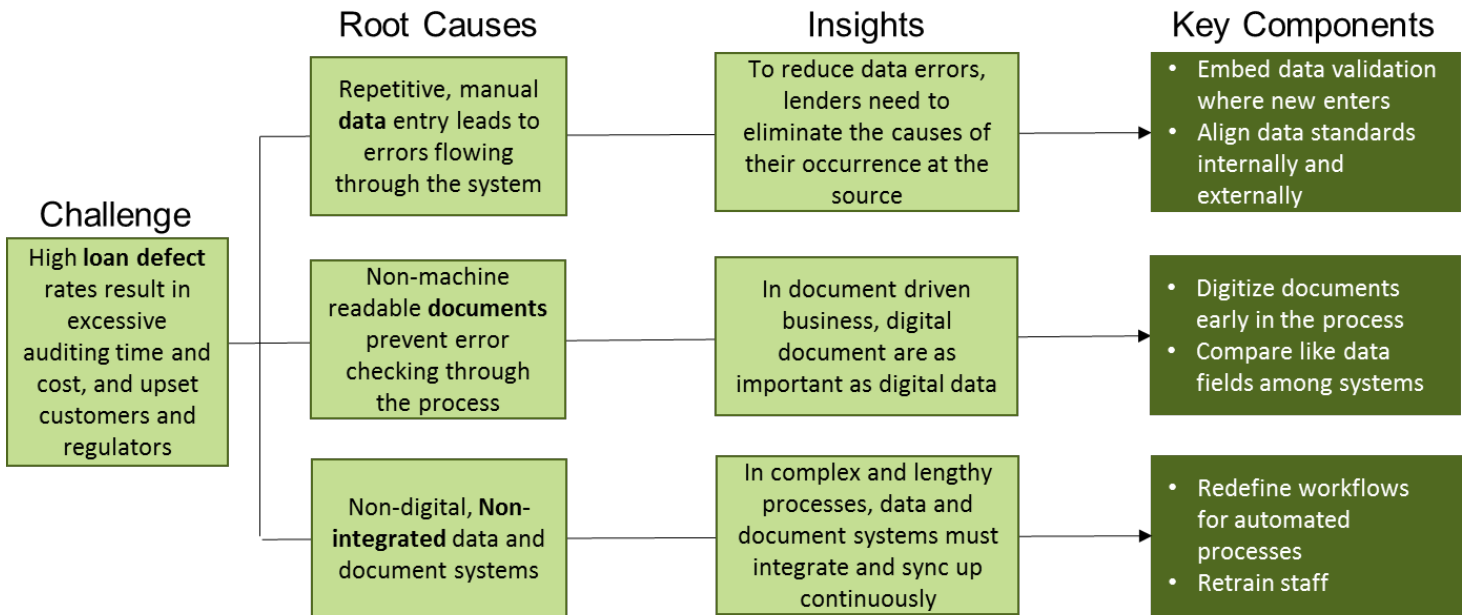 Root Causes
Insights
Key Components
Challenge
High loan defect
rates result in
excessive
auditing time and
cost, and upset
customers and
regulators
Repetitive, manual
data entry leads to
errors flowing
through the system
To reduce data errors,
lenders need to
eliminate the causes of
their occurrence at the
source
• Embed data validation
where new enters
• Align data standards
internally and
externally
Non-machine
readable documents
prevent error
checking through
the process
In document driven
business, digital
document are as
important as digital data
• Digitize documents
early in the process
• Compare like data
fields among systems
Non-digital, Non-
integrated data and
document systems
In complex and lengthy
processes, data and
document systems must
integrate and sync up
continuously
• Redefine workflows
for automated
processes
• Retrain staff